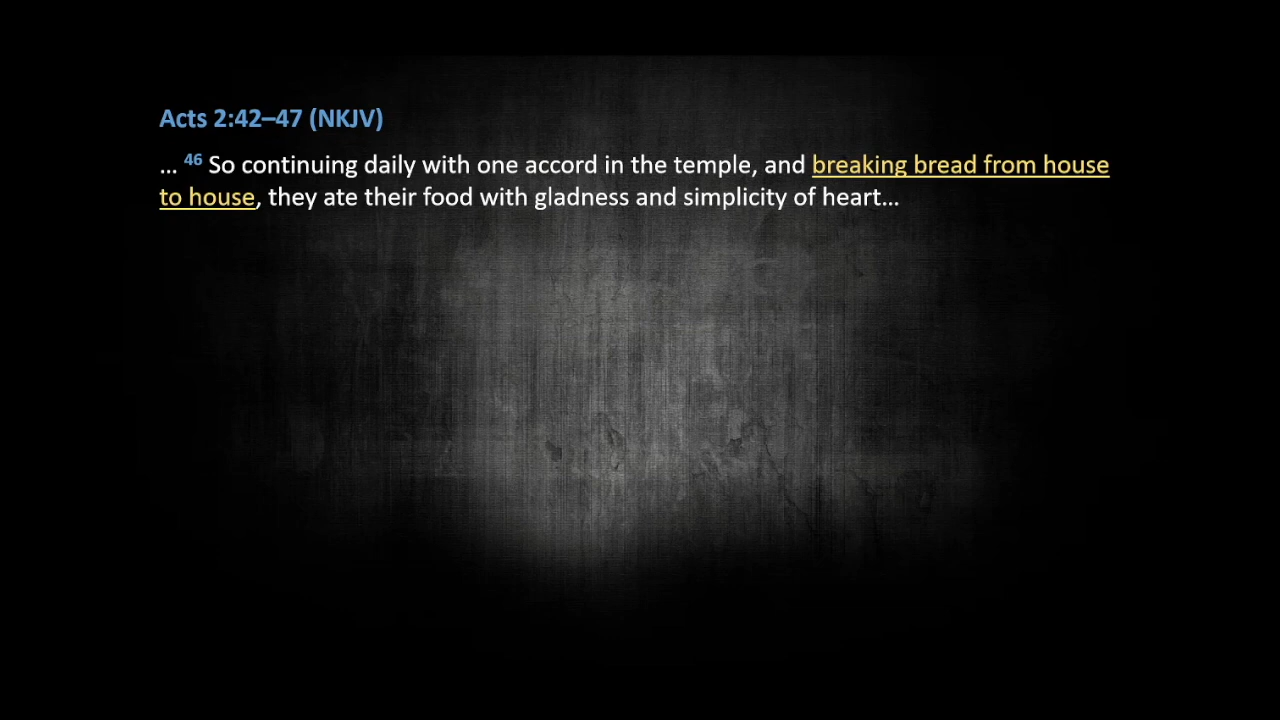 Acts 2:42–47 (NKJV)
… 46 So continuing daily with one accord in the temple, and breaking bread from house
to house, they ate their food with gladness and simplicity of heart…